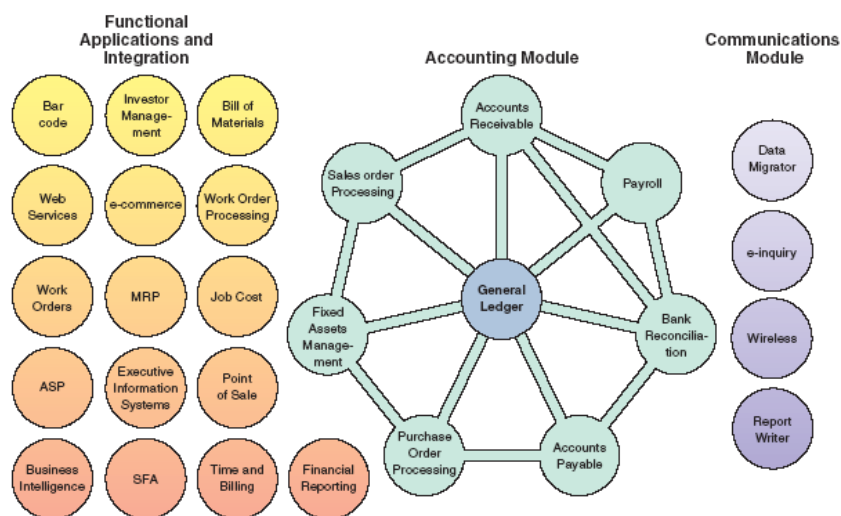 Functional
Applications and
Integration
Bar
code
Investor
Manage-
ment
Bill of
Materials
Web
Services
e-commerce
Work Order
Processing
Work
Orders
MRP
Job Cost
ASP
Executive
Information
Systems
Point
of Sale
Business
Intelligence
SFA
Time and
Billing
Financial
Reporting
Accounting Module
Accounts
Receivable
Sales order
Processing
Payroll
General
Ledger
Fixed
Assets
Manage-
ment
Bank
Reconcilia-
tion
Purchase
Order
Processing
Accounts
Payable
Communications
Module
Data
Migrator
e-inquiry
Wireless
Report
Writer